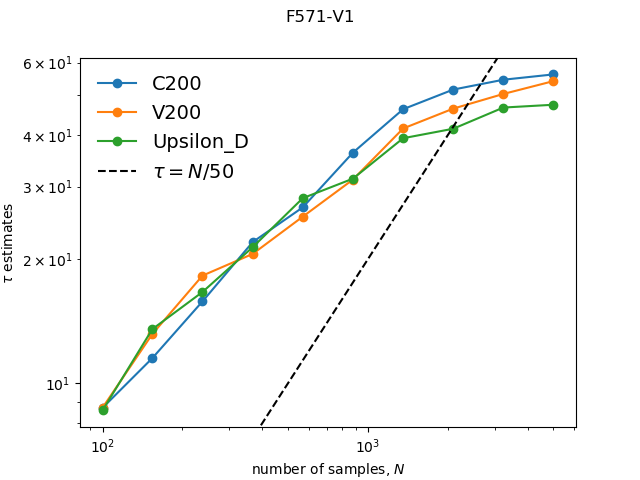 F571-V1
C200
V200
Upsilon_D
τ = N/50
6 × 10¹
4 × 10¹
3 × 10¹
2 × 10¹
10¹
τ estimates
10² 10³
number of samples, N